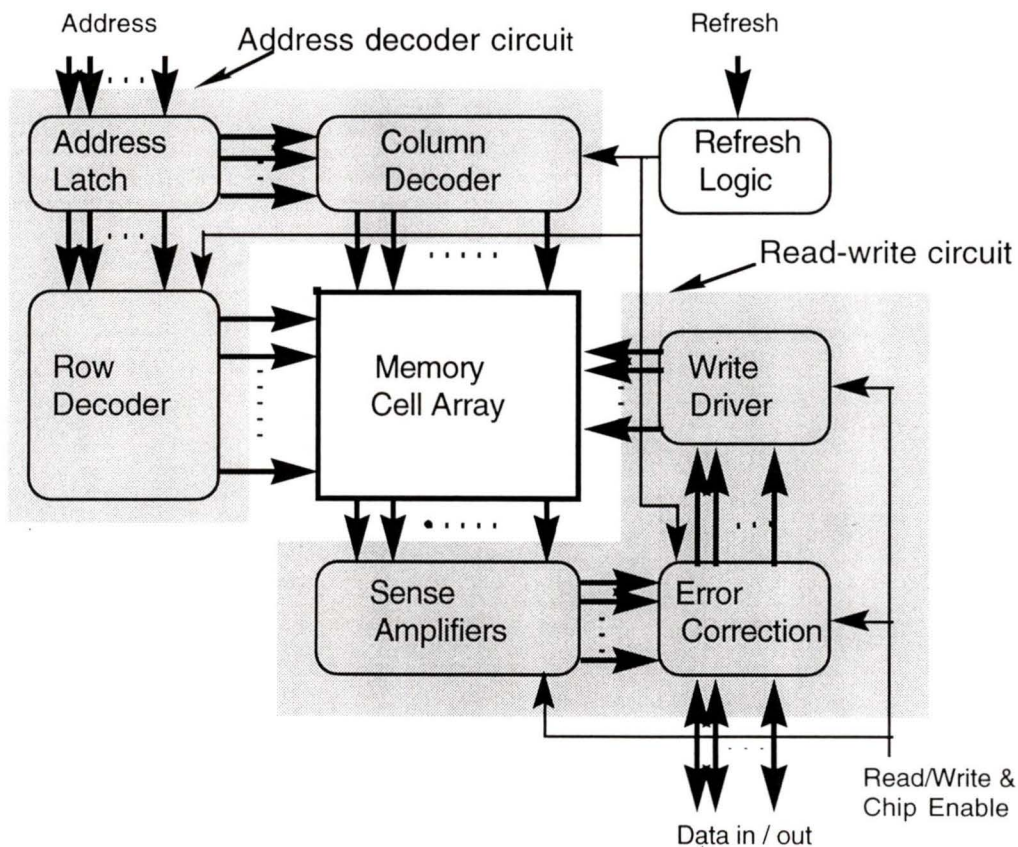 Address
Address decoder circuit
Refresh
Address
Latch
Column
Decoder
Refresh
Logic
Read-write circuit
Row
Decoder
Memory
Cell Array
Write
Driver
Sense
Amplifiers
Error
Correction
Read/Write &
Chip Enable
Data in / out